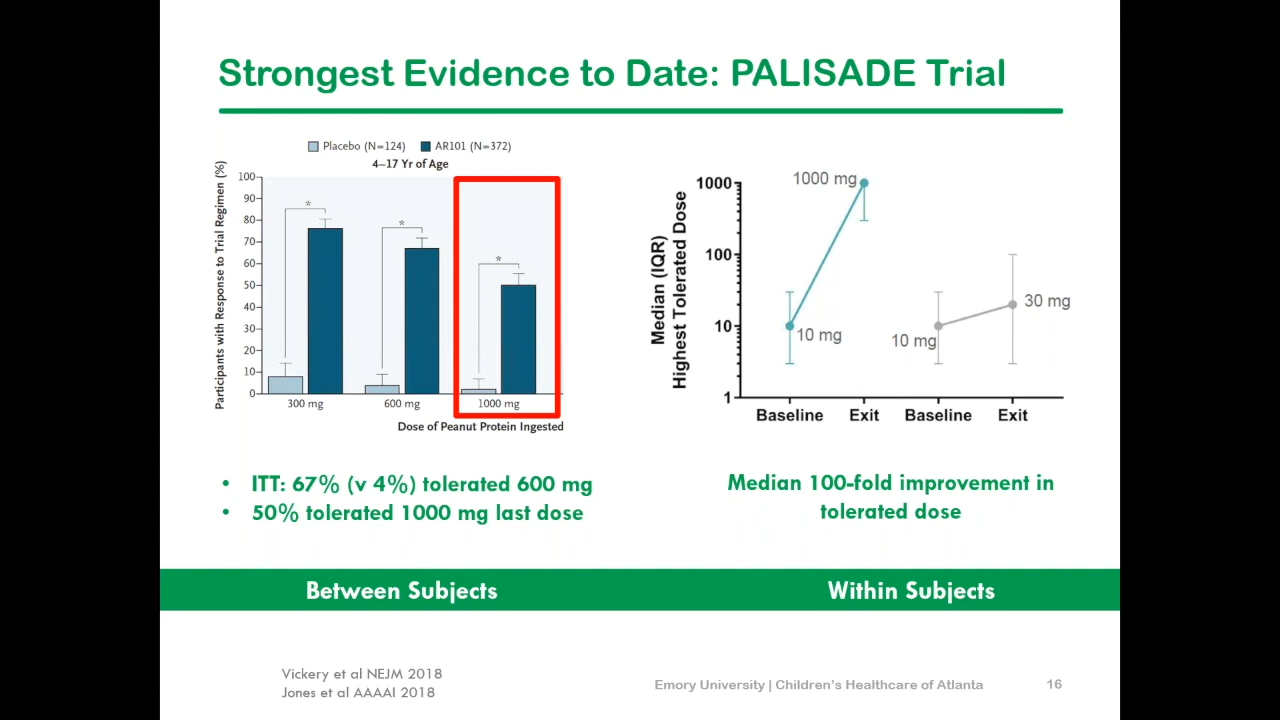 Strongest Evidence to Date: PALISADE Trial
Placebo (N=124) AR101 (N=372)
4–17 Yr of Age
Participants with Response to Trial Regimen (%)
100
90
80
70
60
50
40
30
20
10
0
*
*
*
300 mg
600 mg
1000 mg
Dose of Peanut Protein Ingested
Median (IQR)
Highest Tolerated Dose
1000
100
10
1
1000 mg
10 mg
10 mg
30 mg
Baseline Exit Baseline Exit
• ITT: 67% (v 4%) tolerated 600 mg
• 50% tolerated 1000 mg last dose
Median 100-fold improvement in
tolerated dose
Between Subjects
Within Subjects
Vickery et al NEJM 2018
Jones et al AAAAI 2018
Emory University | Children's Healthcare of Atlanta
16